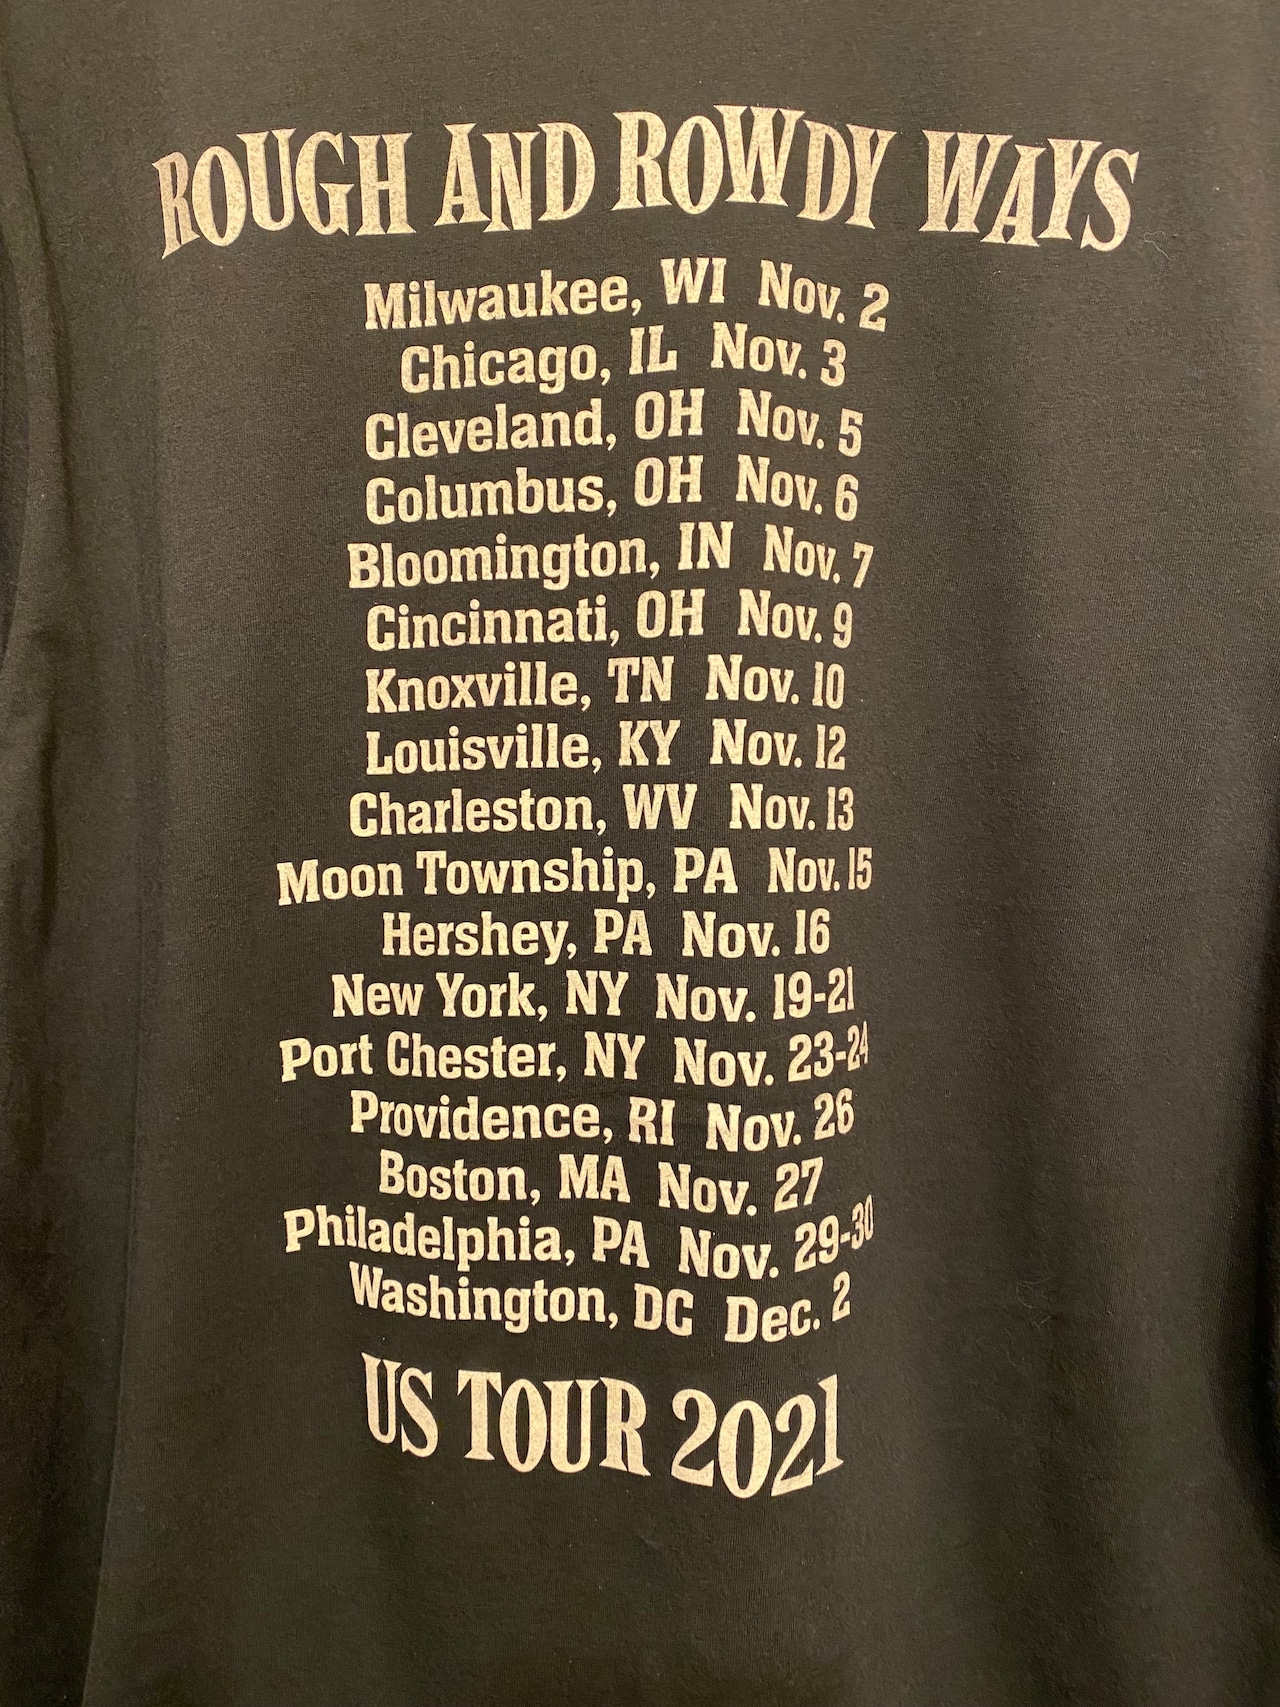 ROUGH AND ROWDY WAYS
Milwaukee, WI Nov. 2
Chicago, IL Nov. 3
Cleveland, OH Nov. 5
Columbus, OH Nov. 6
Bloomington, IN Nov. 7
Cincinnati, OH Nov. 9
Knoxville, TN Nov. 10
Louisville, KY Nov. 12
Charleston, WV Nov. 13
Moon Township, PA Nov. 15
Hershey, PA Nov. 16
New York, NY Nov. 19-21
Port Chester, NY Nov. 23-24
Providence, RI Nov. 26
Boston, MA Nov. 27
Philadelphia, PA Nov. 29-30
Washington, DC Dec. 2
US TOUR 2021